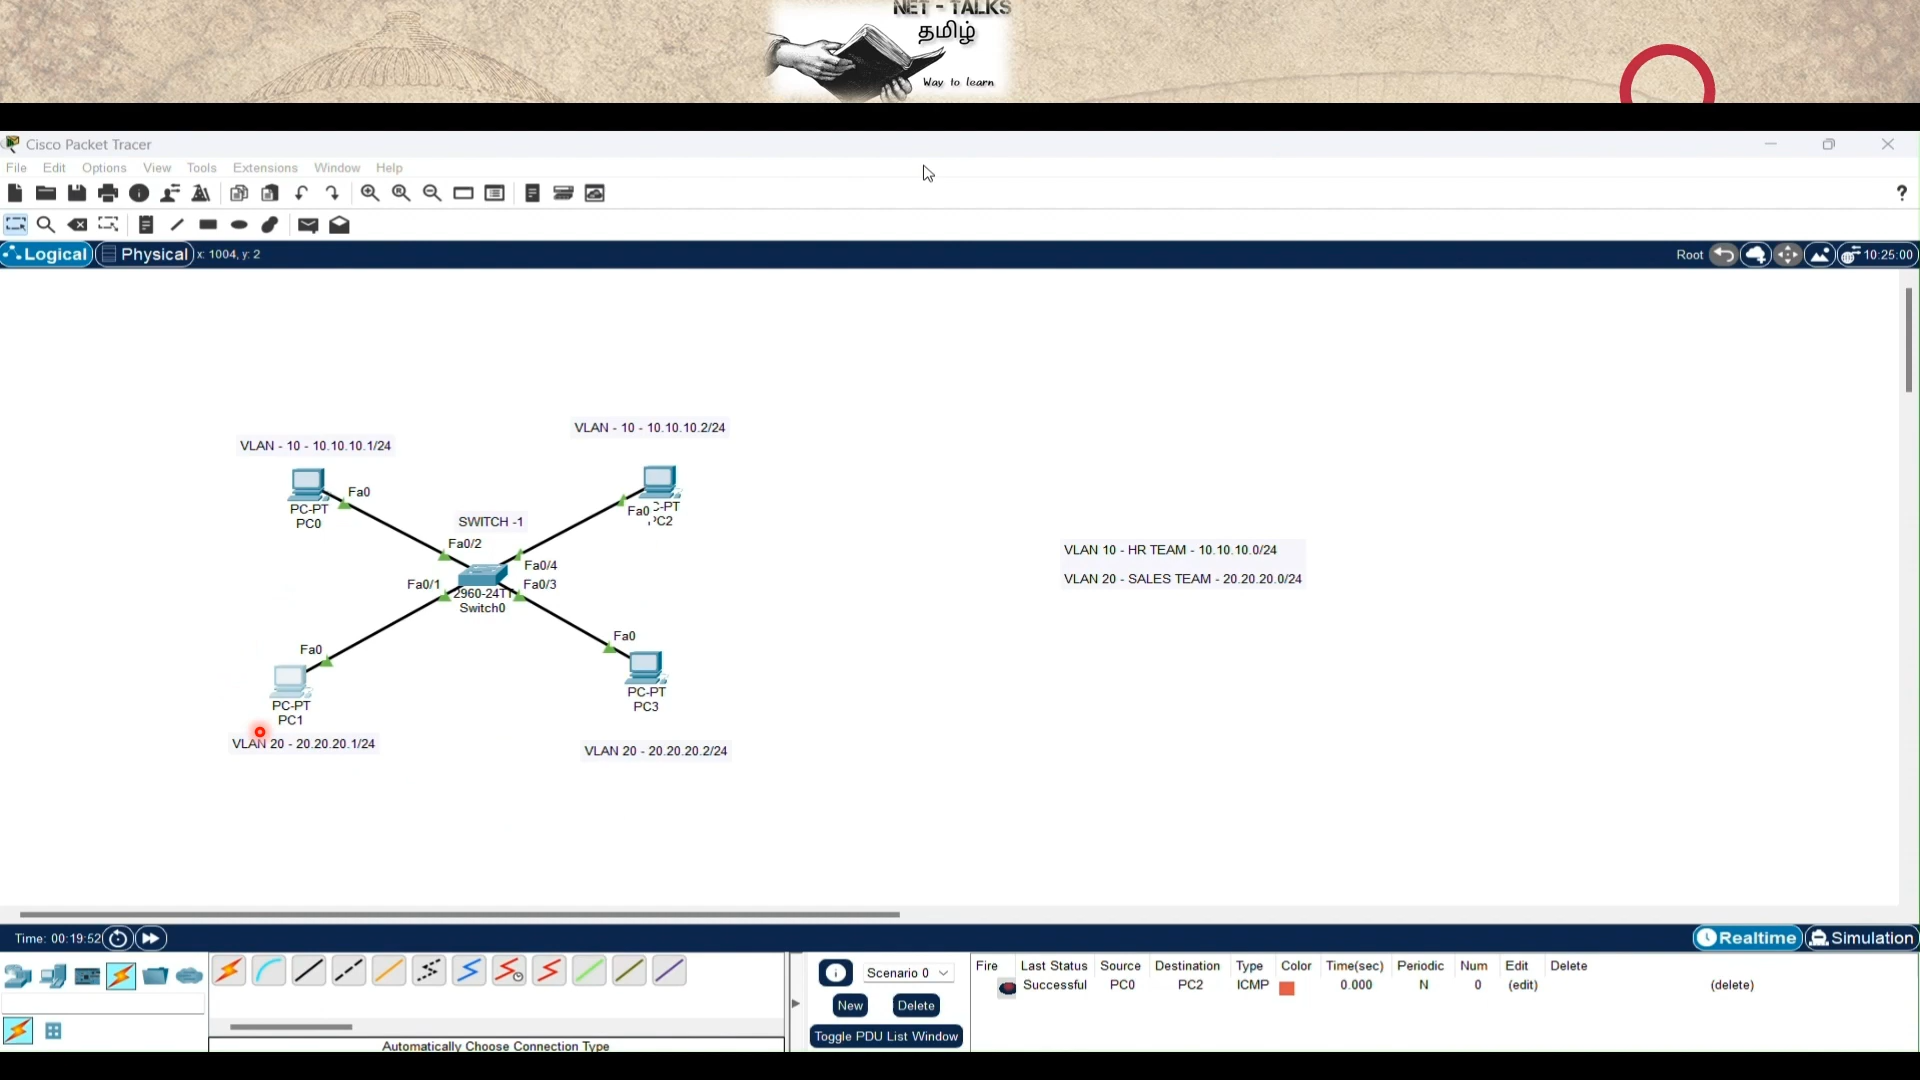 NET - TALKS
தமிழ்
Way to learn
Cisco Packet Tracer
File Edit Options View Tools Extensions Window Help
?
Logical Physical x: 1004, y: 2
Root 10:25:00
VLAN - 10 - 10.10.10.1/24
VLAN - 10 - 10.10.10.2/24
Fa0
PC-PT
PC0
Fa0
PC2
SWITCH -1
Fa0/2
Fa0/4
Fa0/1
Fa0/3
2960-24TT
Switch0
VLAN 10 - HR TEAM - 10.10.10.0/24
VLAN 20 - SALES TEAM - 20.20.20.0/24
Fa0
Fa0
PC-PT
PC1
PC-PT
PC3
VLAN 20 - 20.20.20.1/24
VLAN 20 - 20.20.20.2/24
Time: 00:19:52
Realtime Simulation
Scenario 0
New Delete
Toggle PDU List Window
Automatically Choose Connection Type
Fire Last Status Source Destination Type Color Time(sec) Periodic Num Edit Delete
Successful PC0 PC2 ICMP 0.000 N 0 (edit) (delete)